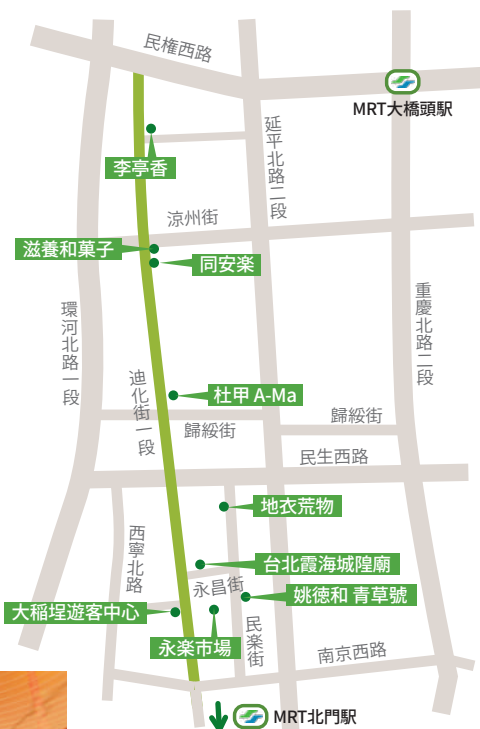 民権西路
MRT大橋頭駅
延平北路二段
李亭香
涼州街
滋養和菓子
同安楽
環河北路一段
重慶北路二段
迪化街一段
杜甲 A-Ma
歸綏街
歸綏街
民生西路
地衣荒物
西寧北路
台北霞海城隍廟
永昌街
姚徳和 青草號
大稲埕遊客中心
民楽街
永楽市場
南京西路
MRT北門駅